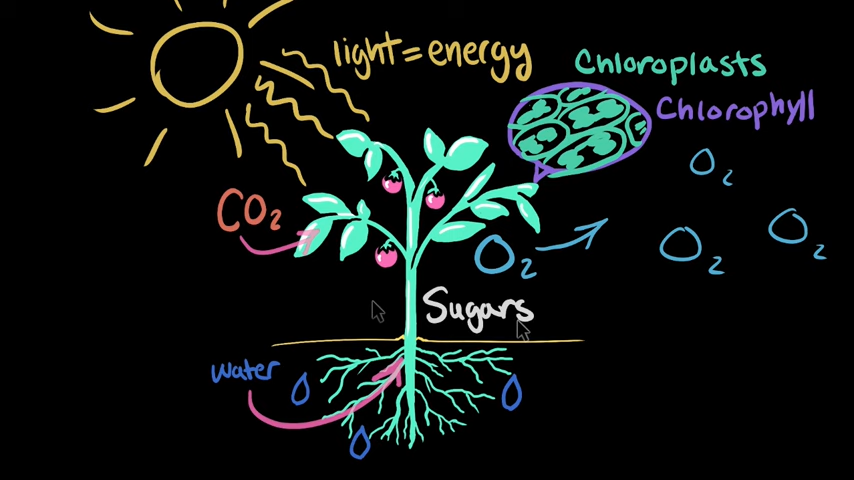 light = energy
Chloroplasts
Chlorophyll
CO2
O2
O2
O2
O2
Sugars
water